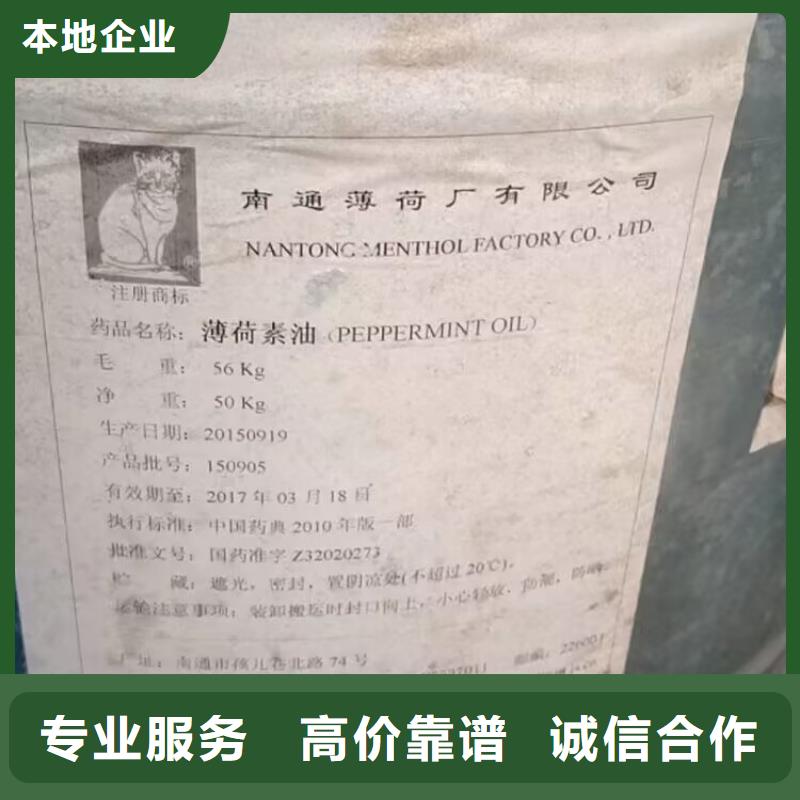 本地企业
南通薄荷厂有限公司
NANTONG MENTHOL FACTORY CO., LTD.
注册商标
药品名称：薄荷素油（PEPPERMINT OIL）
毛 重：56 Kg
净 重：50 Kg
生产日期：20150919
产品批号：150905
有效期至：2017年03月18日
执行标准：中国药典2010年版一部
批准文号：国药准字Z32020273
贮 藏：遮光，密封，置阴凉处(不超过20℃)。
运输注意事项：装卸搬运时封口向上，小心轻放、防潮，防晒
厂址：南通市孩儿巷北路74号 邮编：226001
专业服务 高价靠谱 诚信合作